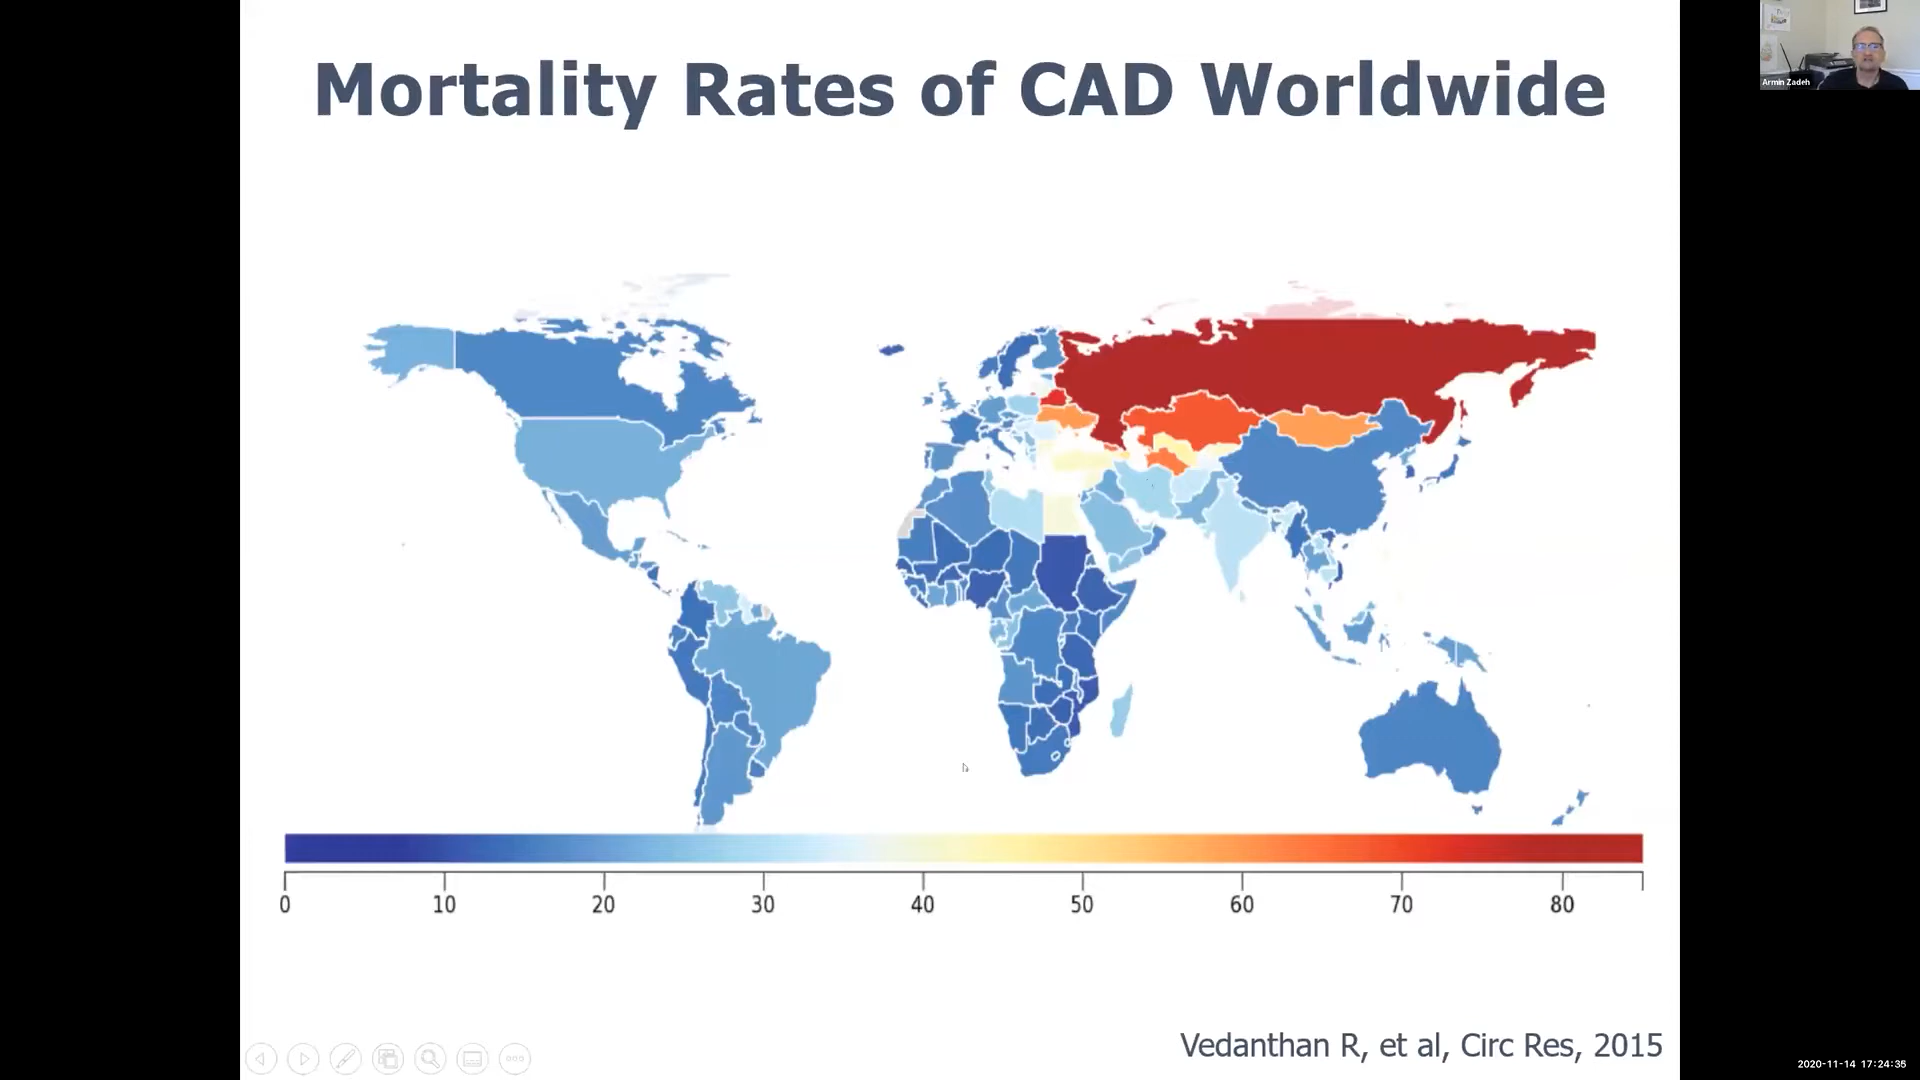 Mortality Rates of CAD Worldwide
Armin Zadeh
0 10 20 30 40 50 60 70 80
Vedanthan R, et al, Circ Res, 2015
2020-11-14 17:24:35